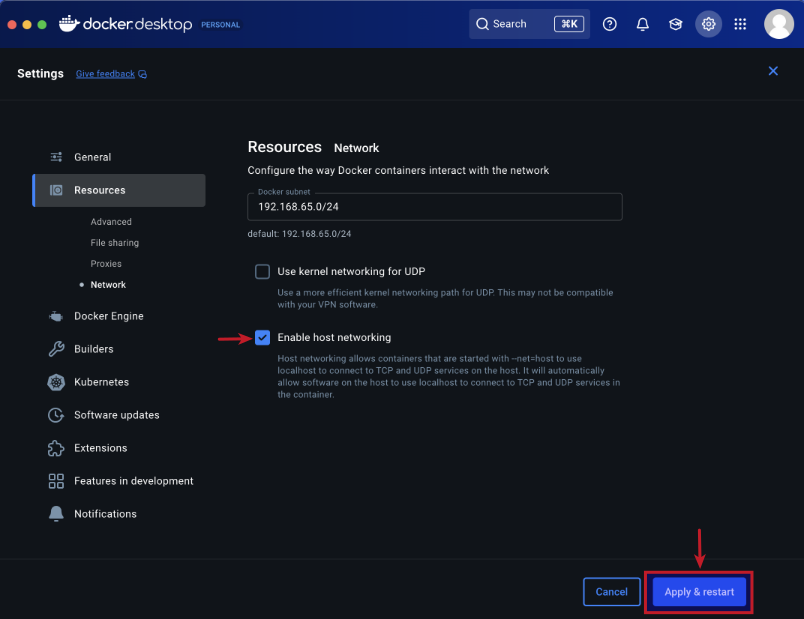 docker desktop PERSONAL
Search ⌘K
Settings Give feedback
General
Resources
Advanced
File sharing
Proxies
Network
Docker Engine
Builders
Kubernetes
Software updates
Extensions
Features in development
Notifications
Resources Network
Configure the way Docker containers interact with the network
Docker subnet
192.168.65.0/24
default: 192.168.65.0/24
Use kernel networking for UDP
Use a more efficient kernel networking path for UDP. This may not be compatible
with your VPN software.
Enable host networking
Host networking allows containers that are started with --net=host to use
localhost to connect to TCP and UDP services on the host. It will automatically
allow software on the host to use localhost to connect to TCP and UDP services in
the container.
Cancel
Apply & restart